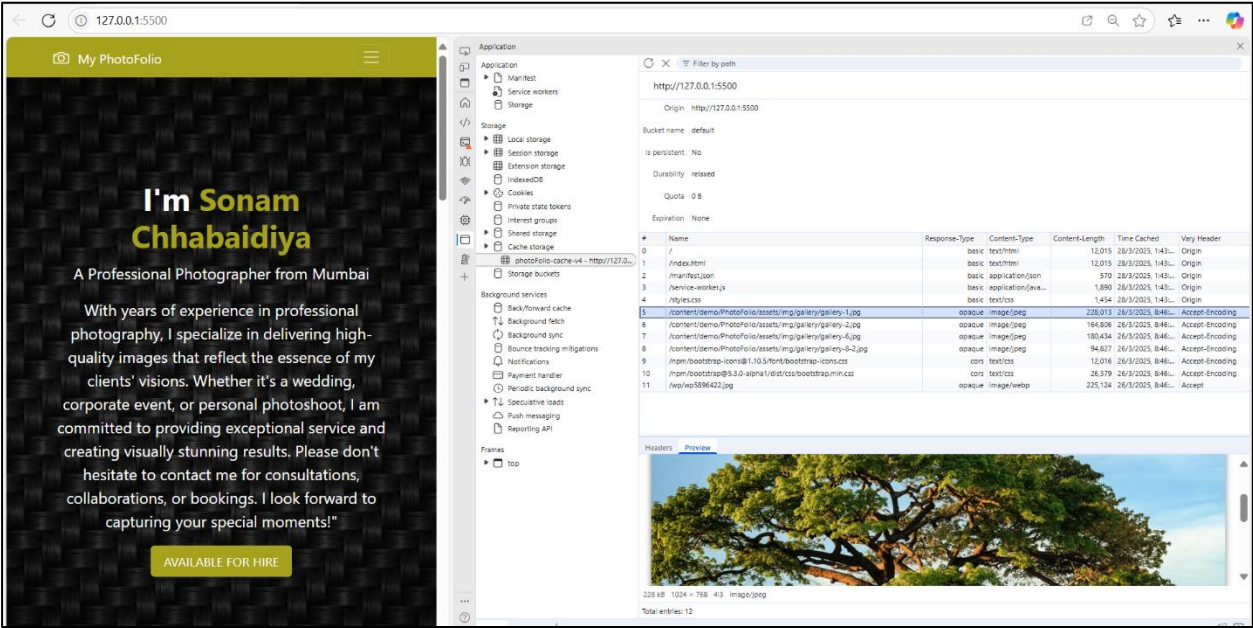 127.0.0.1:5500
My PhotoFolio
I'm Sonam
Chhabaidiya
A Professional Photographer from Mumbai
With years of experience in professional
photography, I specialize in delivering high-
quality images that reflect the essence of my
clients' visions. Whether it's a wedding,
corporate event, or personal photoshoot, I am
committed to providing exceptional service and
creating visually stunning results. Please don't
hesitate to contact me for consultations,
collaborations, or bookings. I look forward to
capturing your special moments!"
AVAILABLE FOR HIRE
Application
Application
Manifest
Service workers
Storage
Storage
Local storage
Session storage
Extension storage
IndexedDB
Cookies
Private state tokens
Interest groups
Shared storage
Cache storage
photoFolio-cache-v4 - http://127.0...
Storage buckets
Background services
Back/forward cache
Background fetch
Background sync
Bounce tracking mitigations
Notifications
Payment handler
Periodic background sync
Speculative loads
Push messaging
Reporting API
Frames
top
Filter by path
http://127.0.0.1:5500
Origin http://127.0.0.1:5500
Bucket name default
Is persistent No
Durability relaxed
Quota 0 B
Expiration None
# Name Response-Type Content-Type Content-Length Time Cached Vary Header
0 / basic text/html 12,015 28/3/2025, 1:43:... Origin
1 /index.html basic text/html 12,015 28/3/2025, 1:43:... Origin
2 /manifest.json basic application/json 570 28/3/2025, 1:43:... Origin
3 /service-worker.js basic application/java... 1,890 28/3/2025, 1:43:... Origin
4 /styles.css basic text/css 1,454 28/3/2025, 1:43:... Origin
5 /content/demo/PhotoFolio/assets/img/gallery/gallery-1.jpg opaque image/jpeg 228,013 26/3/2025, 8:46:... Accept-Encoding
6 /content/demo/PhotoFolio/assets/img/gallery/gallery-2.jpg opaque image/jpeg 164,806 26/3/2025, 8:46:... Accept-Encoding
7 /content/demo/PhotoFolio/assets/img/gallery/gallery-6.jpg opaque image/jpeg 180,434 26/3/2025, 8:46:... Accept-Encoding
8 /content/demo/PhotoFolio/assets/img/gallery/gallery-8-2.jpg opaque image/jpeg 94,827 26/3/2025, 8:46:... Accept-Encoding
9 /npm/bootstrap-icons@1.10.5/font/bootstrap-icons.css cors text/css 12,016 26/3/2025, 8:46:... Accept-Encoding
10 /npm/bootstrap@5.3.0-alpha1/dist/css/bootstrap.min.css cors text/css 26,379 26/3/2025, 8:46:... Accept-Encoding
11 /wp/wp5896422.jpg opaque image/webp 225,124 26/3/2025, 8:46:... Accept
Headers Preview
228 kB 1024 × 768 4:3 image/jpeg
Total entries: 12